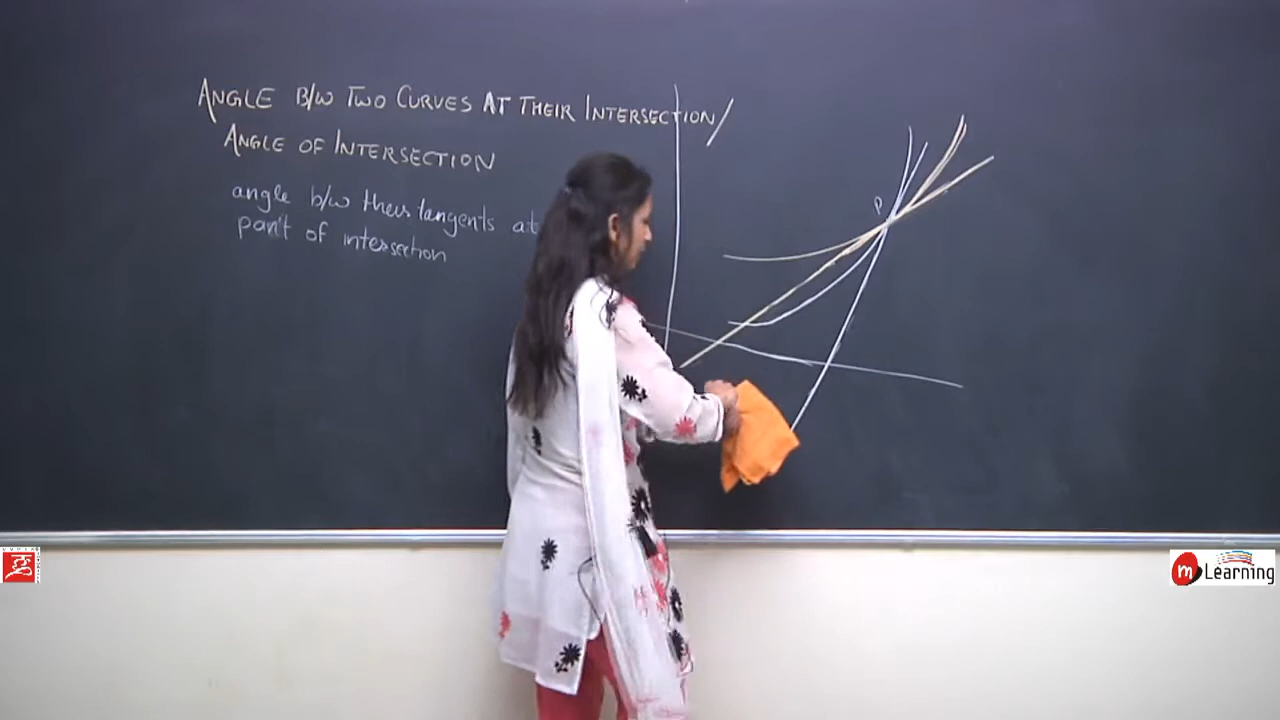 ANGLE B/W TWO CURVES AT THEIR INTERSECTION/
ANGLE OF INTERSECTION
angle b/w their tangents at
point of intersection
P
m Learning